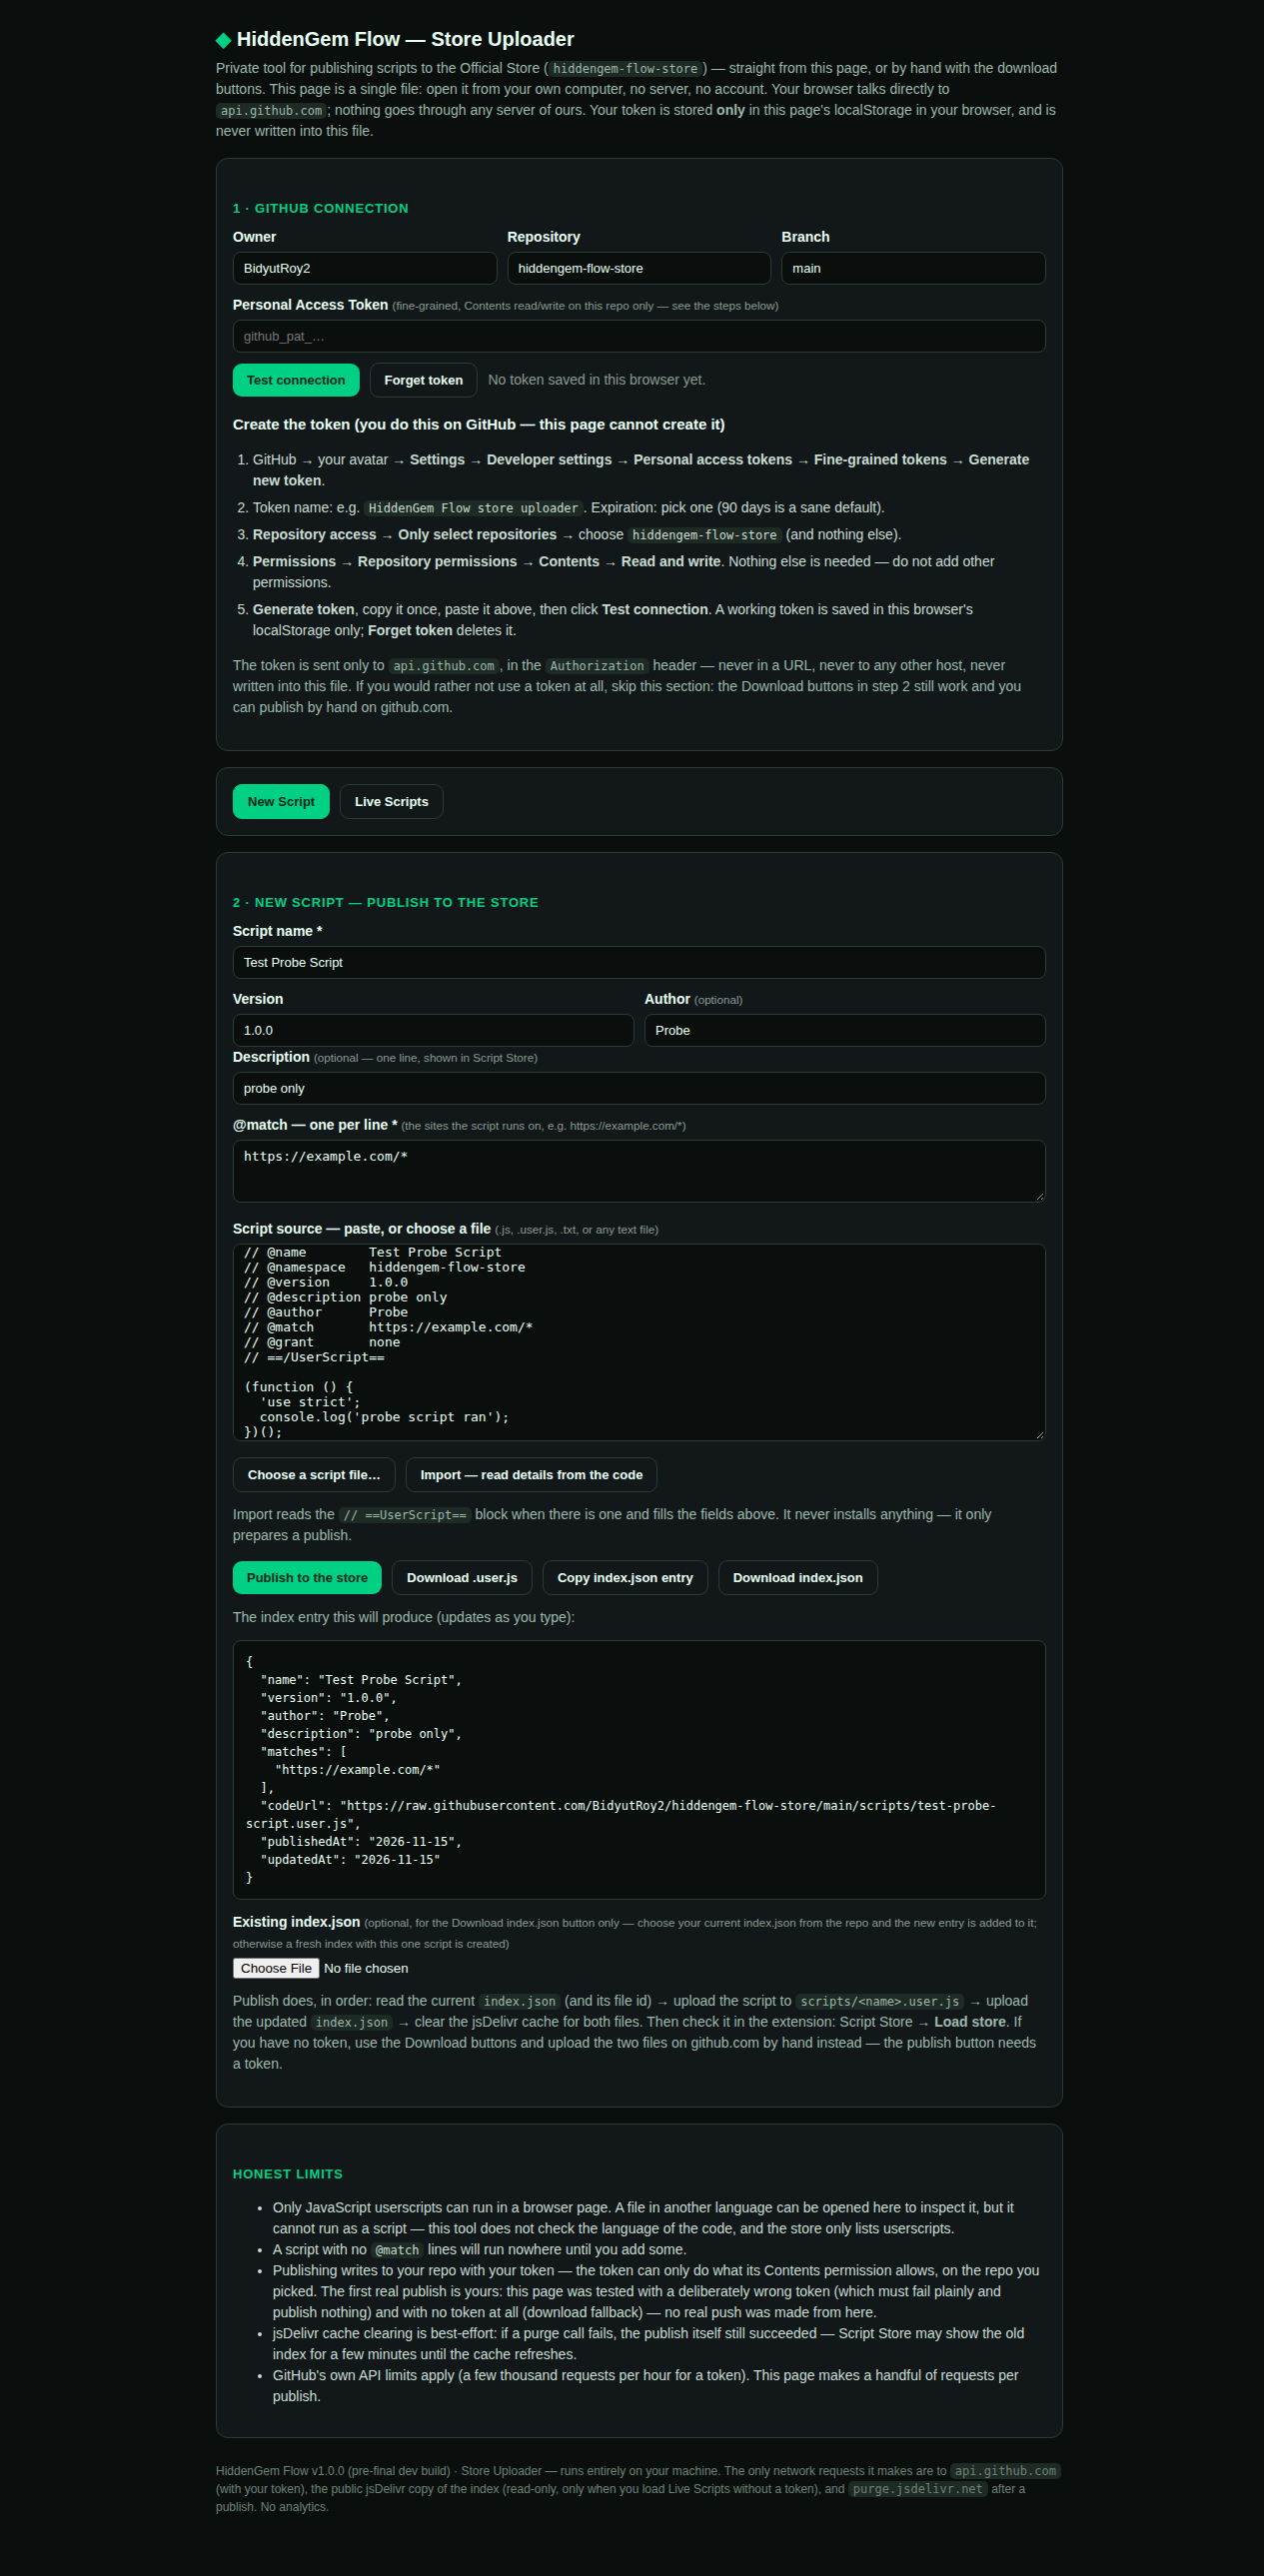 ◆ HiddenGem Flow — Store Uploader
Private tool for publishing scripts to the Official Store (hiddengem-flow-store) — straight from this page, or by hand with the download
buttons. This page is a single file: open it from your own computer, no server, no account. Your browser talks directly to
api.github.com; nothing goes through any server of ours. Your token is stored only in this page's localStorage in your browser, and is
never written into this file.
1 · GITHUB CONNECTION
Owner Repository Branch
BidyutRoy2 hiddengem-flow-store main
Personal Access Token (fine-grained, Contents read/write on this repo only — see the steps below)
github_pat_…
Test connection Forget token No token saved in this browser yet.
Create the token (you do this on GitHub — this page cannot create it)
1. GitHub → your avatar → Settings → Developer settings → Personal access tokens → Fine-grained tokens → Generate
new token.
2. Token name: e.g. HiddenGem Flow store uploader. Expiration: pick one (90 days is a sane default).
3. Repository access → Only select repositories → choose hiddengem-flow-store (and nothing else).
4. Permissions → Repository permissions → Contents → Read and write. Nothing else is needed — do not add other
permissions.
5. Generate token, copy it once, paste it above, then click Test connection. A working token is saved in this browser's
localStorage only; Forget token deletes it.
The token is sent only to api.github.com, in the Authorization header — never in a URL, never to any other host, never
written into this file. If you would rather not use a token at all, skip this section: the Download buttons in step 2 still work and you
can publish by hand on github.com.
New Script Live Scripts
2 · NEW SCRIPT — PUBLISH TO THE STORE
Script name *
Test Probe Script
Version Author (optional)
1.0.0 Probe
Description (optional — one line, shown in Script Store)
probe only
@match — one per line * (the sites the script runs on, e.g. https://example.com/*)
https://example.com/*
Script source — paste, or choose a file (.js, .user.js, .txt, or any text file)
// @name        Test Probe Script
// @namespace   hiddengem-flow-store
// @version     1.0.0
// @description probe only
// @author      Probe
// @match       https://example.com/*
// @grant       none
// ==/UserScript==
(function () {
  'use strict';
  console.log('probe script ran');
})();
Choose a script file… Import — read details from the code
Import reads the // ==UserScript== block when there is one and fills the fields above. It never installs anything — it only
prepares a publish.
Publish to the store Download .user.js Copy index.json entry Download index.json
The index entry this will produce (updates as you type):
{
  "name": "Test Probe Script",
  "version": "1.0.0",
  "author": "Probe",
  "description": "probe only",
  "matches": [
    "https://example.com/*"
  ],
  "codeUrl": "https://raw.githubusercontent.com/BidyutRoy2/hiddengem-flow-store/main/scripts/test-probe-
script.user.js",
  "publishedAt": "2026-11-15",
  "updatedAt": "2026-11-15"
}
Existing index.json (optional, for the Download index.json button only — choose your current index.json from the repo and the new entry is added to it;
otherwise a fresh index with this one script is created)
Choose File No file chosen
Publish does, in order: read the current index.json (and its file id) → upload the script to scripts/<name>.user.js → upload
the updated index.json → clear the jsDelivr cache for both files. Then check it in the extension: Script Store → Load store. If
you have no token, use the Download buttons and upload the two files on github.com by hand instead — the publish button needs
a token.
HONEST LIMITS
• Only JavaScript userscripts can run in a browser page. A file in another language can be opened here to inspect it, but it
cannot run as a script — this tool does not check the language of the code, and the store only lists userscripts.
• A script with no @match lines will run nowhere until you add some.
• Publishing writes to your repo with your token — the token can only do what its Contents permission allows, on the repo you
picked. The first real publish is yours: this page was tested with a deliberately wrong token (which must fail plainly and
publish nothing) and with no token at all (download fallback) — no real push was made from here.
• jsDelivr cache clearing is best-effort: if a purge call fails, the publish itself still succeeded — Script Store may show the old
index for a few minutes until the cache refreshes.
• GitHub's own API limits apply (a few thousand requests per hour for a token). This page makes a handful of requests per
publish.
HiddenGem Flow v1.0.0 (pre-final dev build) · Store Uploader — runs entirely on your machine. The only network requests it makes are to api.github.com
(with your token), the public jsDelivr copy of the index (read-only, only when you load Live Scripts without a token), and purge.jsdelivr.net after a
publish. No analytics.